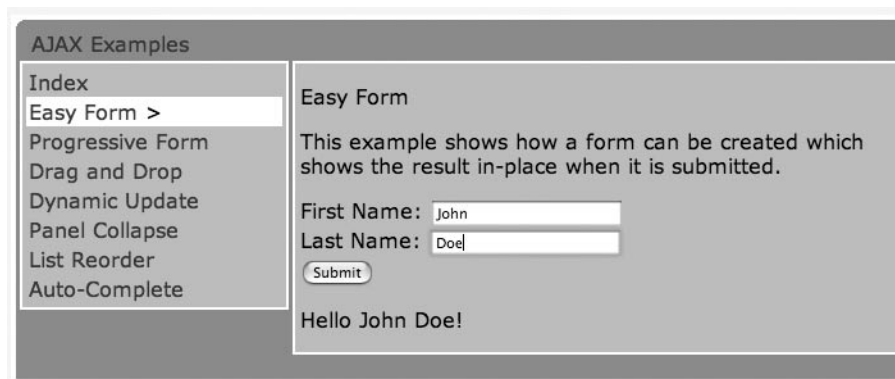 AJAX Examples
Index
Easy Form >
Progressive Form
Drag and Drop
Dynamic Update
Panel Collapse
List Reorder
Auto-Complete
Easy Form
This example shows how a form can be created which
shows the result in-place when it is submitted.
First Name: John
Last Name: Doe
Submit
Hello John Doe!